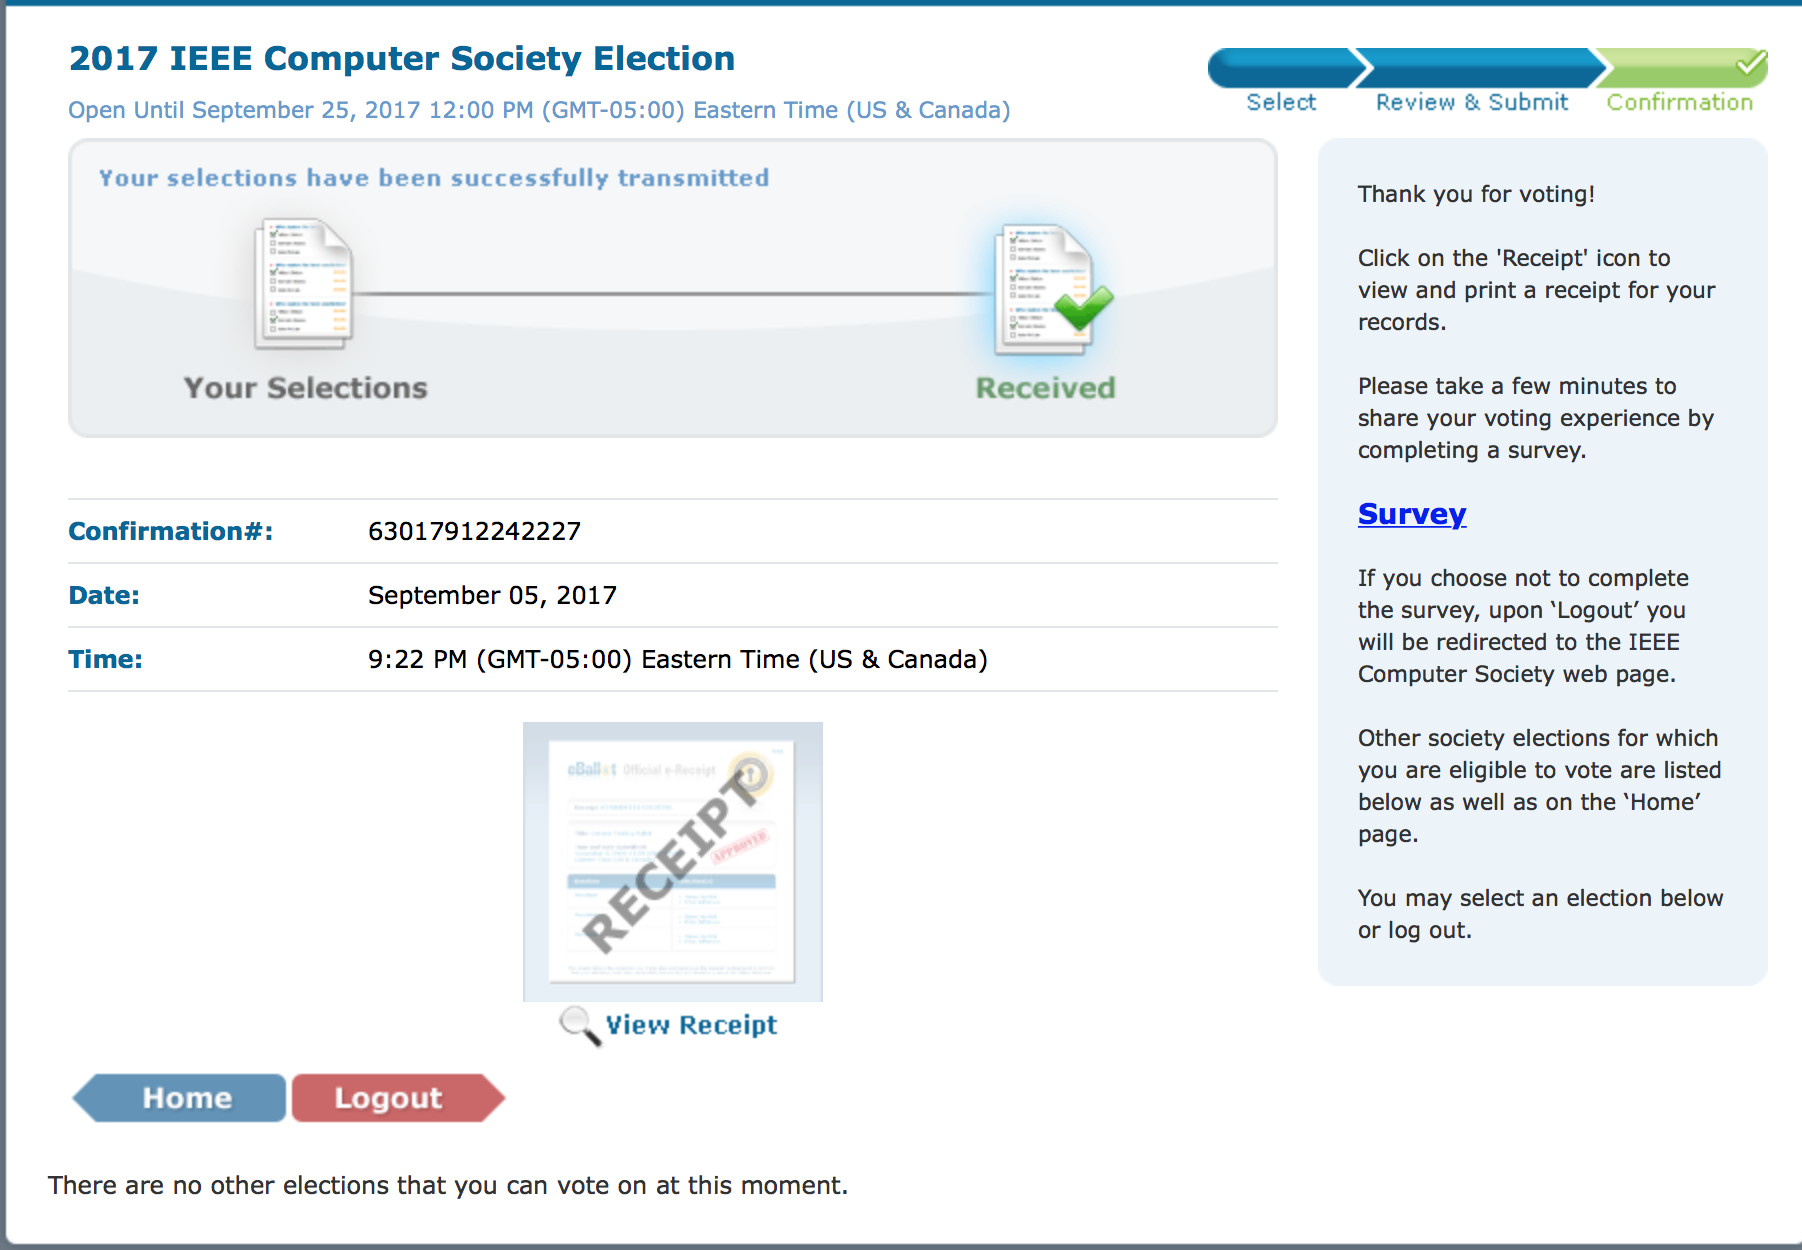 2017 IEEE Computer Society Election
Open Until September 25, 2017 12:00 PM (GMT-05:00) Eastern Time (US & Canada)
Select
Review & Submit
Confirmation
Your selections have been successfully transmitted
Your Selections
Received
Confirmation#: 63017912242227
Date: September 05, 2017
Time: 9:22 PM (GMT-05:00) Eastern Time (US & Canada)
eBallot Official e-Receipt
APPROVED
RECEIPT
View Receipt
Home
Logout
There are no other elections that you can vote on at this moment.
Thank you for voting!
Click on the 'Receipt' icon to
view and print a receipt for your
records.
Please take a few minutes to
share your voting experience by
completing a survey.
Survey
If you choose not to complete
the survey, upon ‘Logout’ you
will be redirected to the IEEE
Computer Society web page.
Other society elections for which
you are eligible to vote are listed
below as well as on the ‘Home’
page.
You may select an election below
or log out.